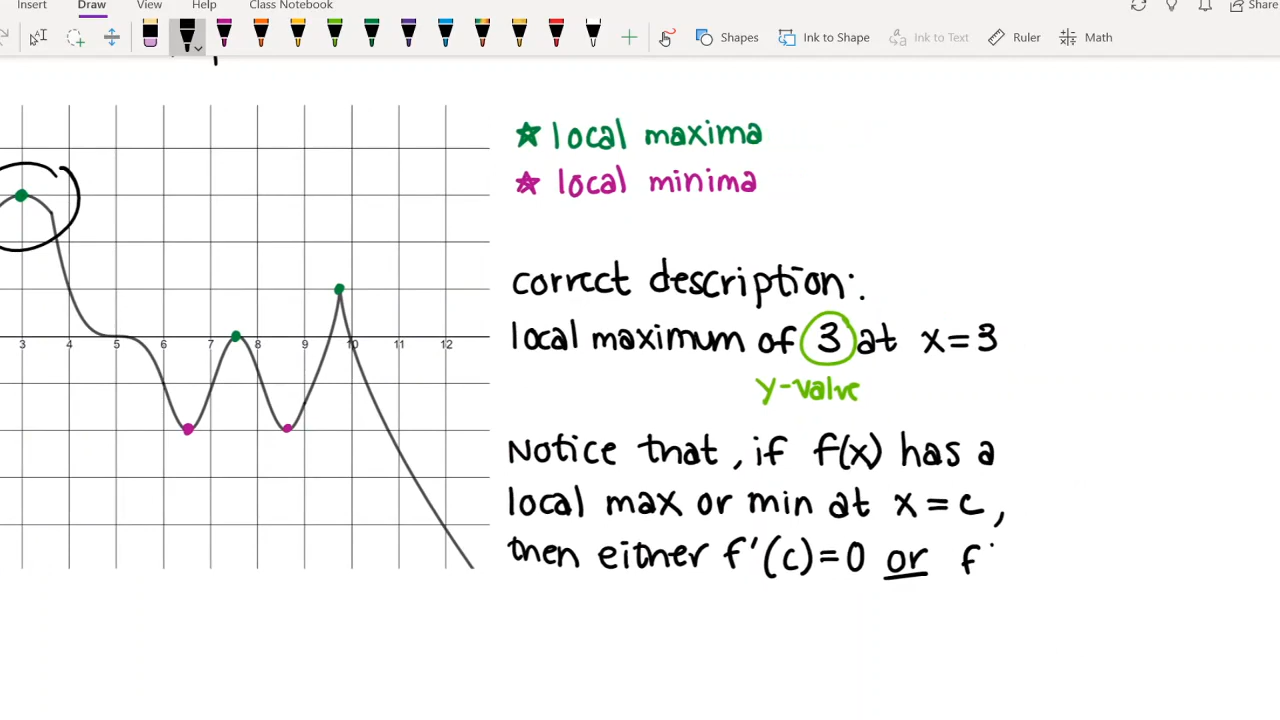 Insert Draw View Help Class Notebook Share
Shapes Ink to Shape Ink to Text Ruler Math
★ local maxima
★ local minima
correct description:
local maximum of 3 at x=3
y-value
Notice that, if f(x) has a
local max or min at x=c,
then either f'(c)=0 or f'
3 4 5 6 7 8 9 10 11 12